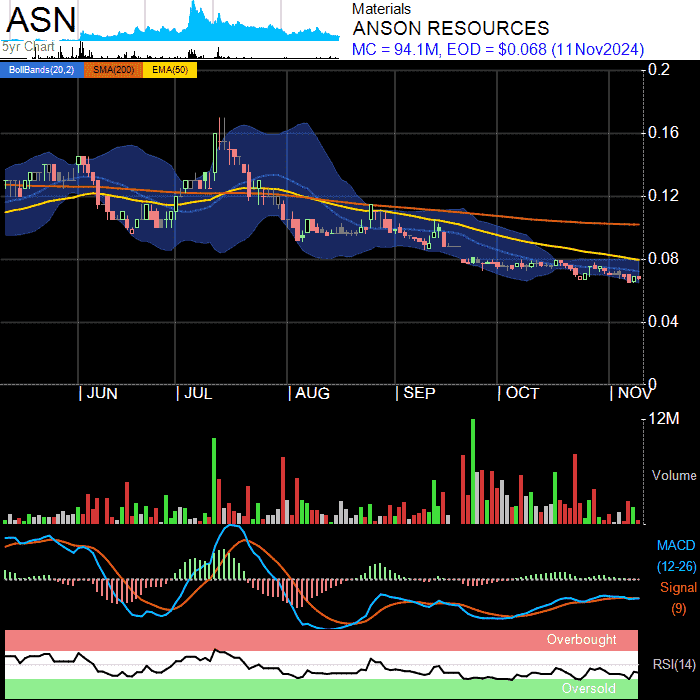 ASN
5yr Chart
Materials
ANSON RESOURCES
MC = 94.1M, EOD = $0.068 (11Nov2024)
BollBands(20,2) SMA(200) EMA(50)
0.2
0.16
0.12
0.08
0.04
0
| JUN | JUL | AUG | SEP | OCT | NOV
12M
Volume
MACD
(12-26)
Signal
(9)
Overbought
RSI(14)
Oversold